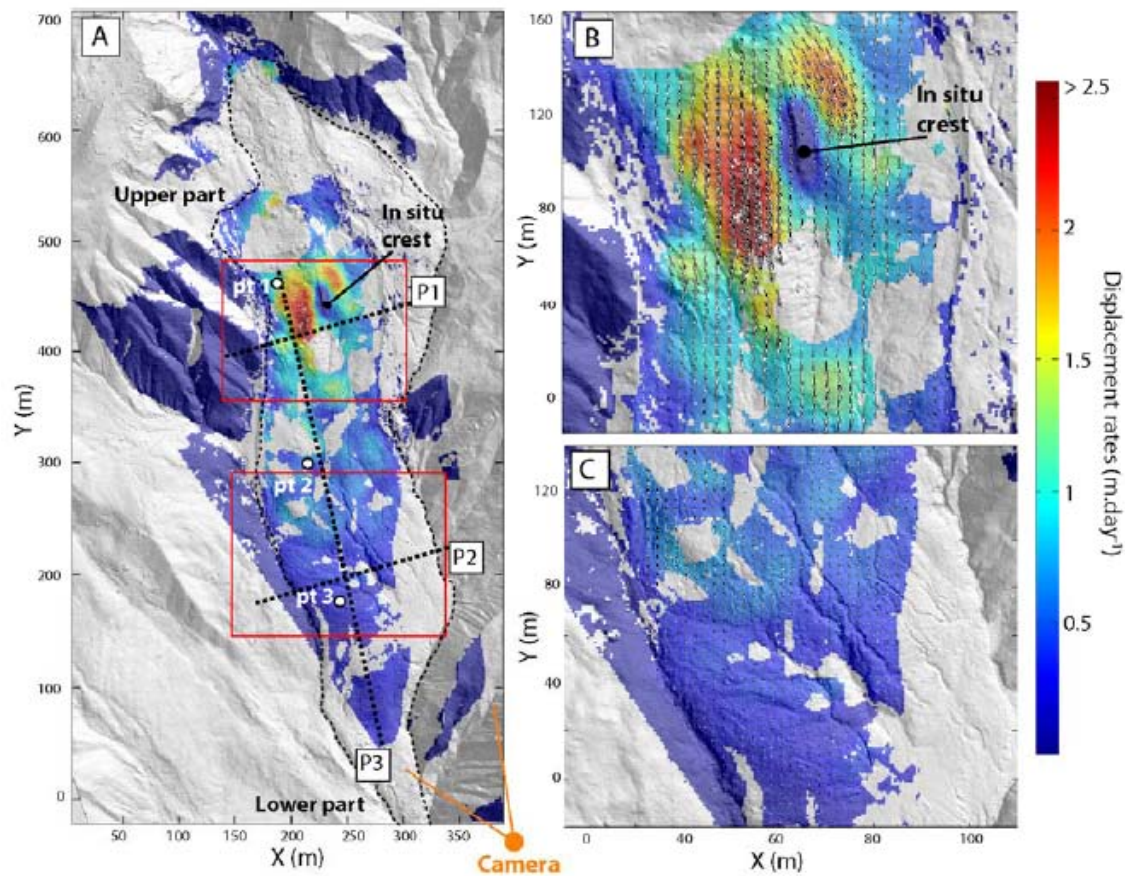 A
700
600
500
400
300
200
100
0
Y (m)
50
100
150
200
250
300
350
X (m)
Upper part
In situ
crest
pt 1
P1
pt 2
P2
pt 3
P3
Lower part
Camera
B
160
120
80
40
0
Y (m)
In situ
crest
C
120
80
40
0
Y (m)
0
40
60
80
100
X (m)
> 2.5
2
1.5
1
0.5
Displacement rates (m.day⁻¹)